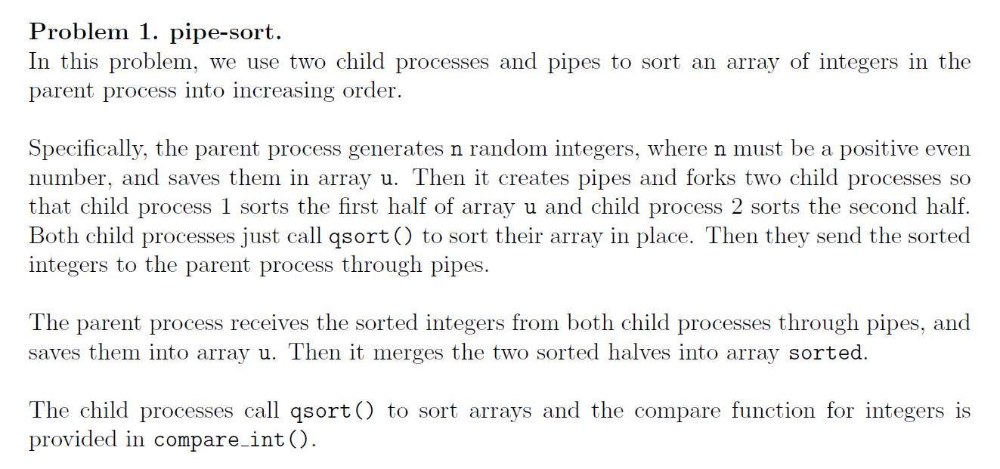 Problem 1. pipe-sort.
In this problem, we use two child processes and pipes to sort an array of integers in the
parent process into increasing order.
Specifically, the parent process generates n random integers, where n must be a positive even
number, and saves them in array u. Then it creates pipes and forks two child processes so
that child process 1 sorts the first half of array u and child process 2 sorts the second half.
Both child processes just call qsort() to sort their array in place. Then they send the sorted
integers to the parent process through pipes.
The parent process receives the sorted integers from both child processes through pipes, and
saves them into array u. Then it merges the two sorted halves into array sorted.
The child processes call qsort() to sort arrays and the compare function for integers is
provided in compare_int().